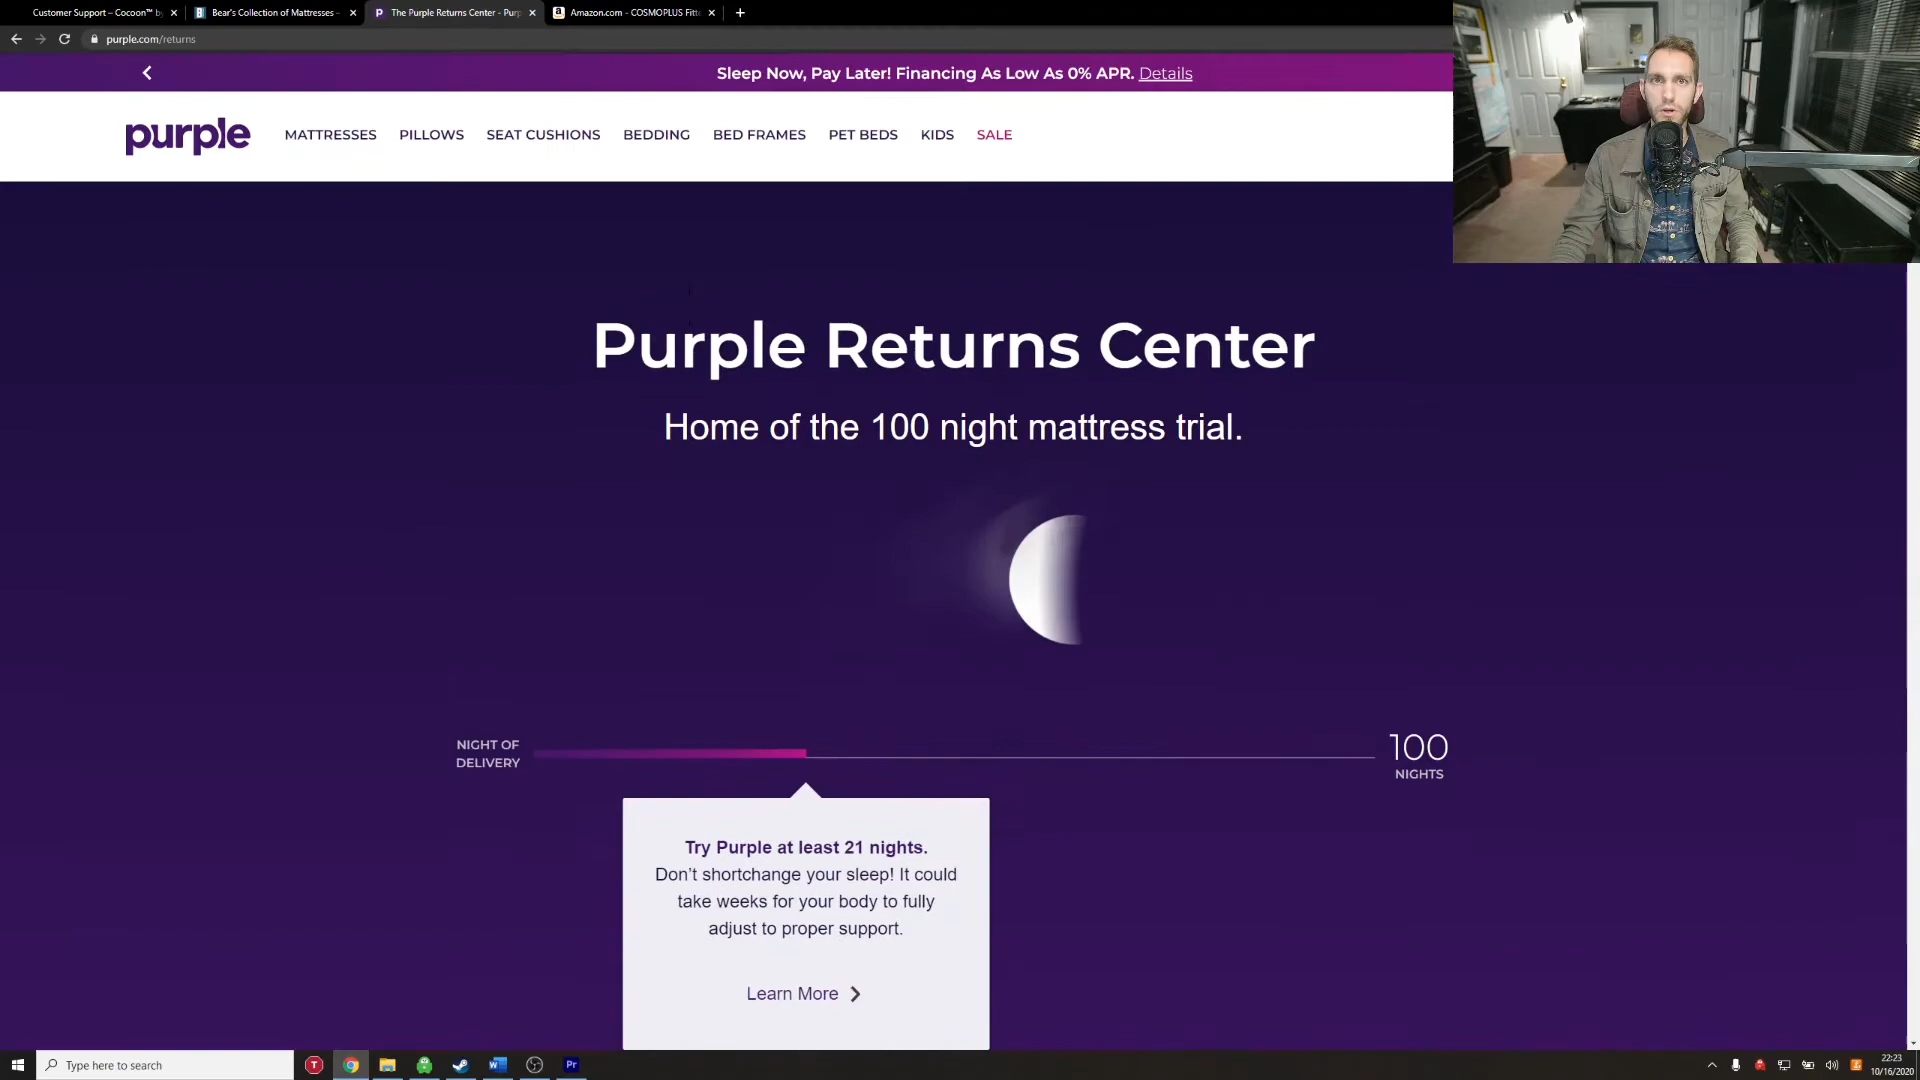 Customer Support – Cocoon™ by
Bear's Collection of Mattresses –
The Purple Returns Center - Purp
Amazon.com - COSMOPLUS Fitte
purple.com/returns
Sleep Now, Pay Later! Financing As Low As 0% APR. Details
purple
MATTRESSES PILLOWS SEAT CUSHIONS BEDDING BED FRAMES PET BEDS KIDS SALE
Purple Returns Center
Home of the 100 night mattress trial.
NIGHT OF
DELIVERY
100
NIGHTS
Try Purple at least 21 nights.
Don't shortchange your sleep! It could
take weeks for your body to fully
adjust to proper support.
Learn More
Type here to search
22:23
10/16/2020